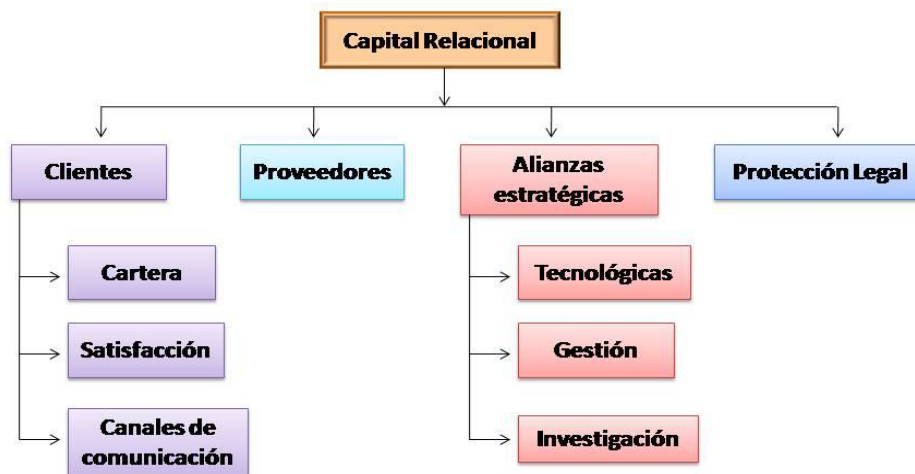 Capital Relacional
Clientes
Proveedores
Alianzas
estratégicas
Protección Legal
Cartera
Satisfacción
Canales de
comunicación
Tecnológicas
Gestión
Investigación